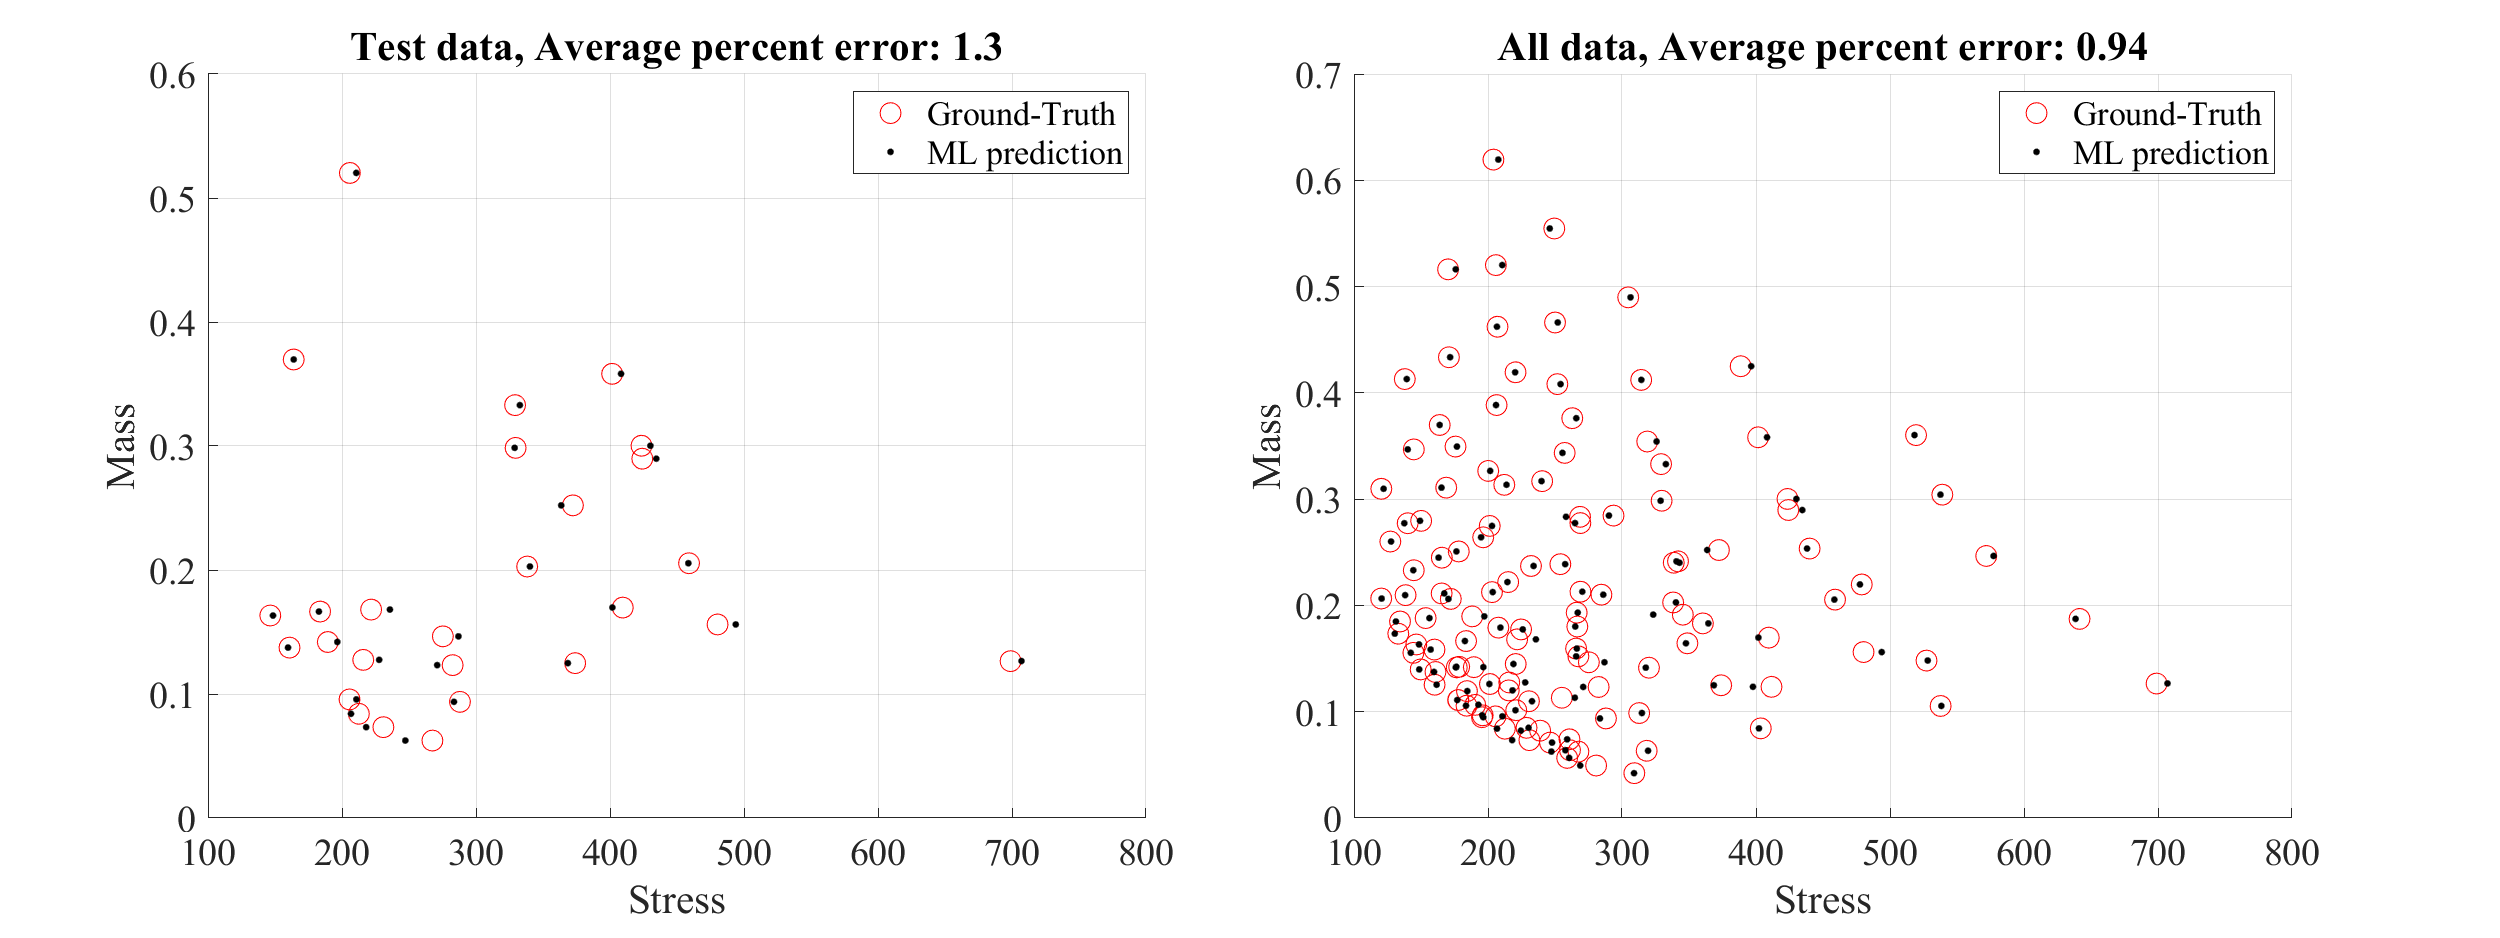 Test data, Average percent error: 1.3
0.6
0.5
0.4
0.3
0.2
0.1
0
Mass
100 200 300 400 500 600 700 800
Stress
Ground-Truth
ML prediction
All data, Average percent error: 0.94
0.7
0.6
0.5
0.4
0.3
0.2
0.1
0
Mass
100 200 300 400 500 600 700 800
Stress
Ground-Truth
ML prediction